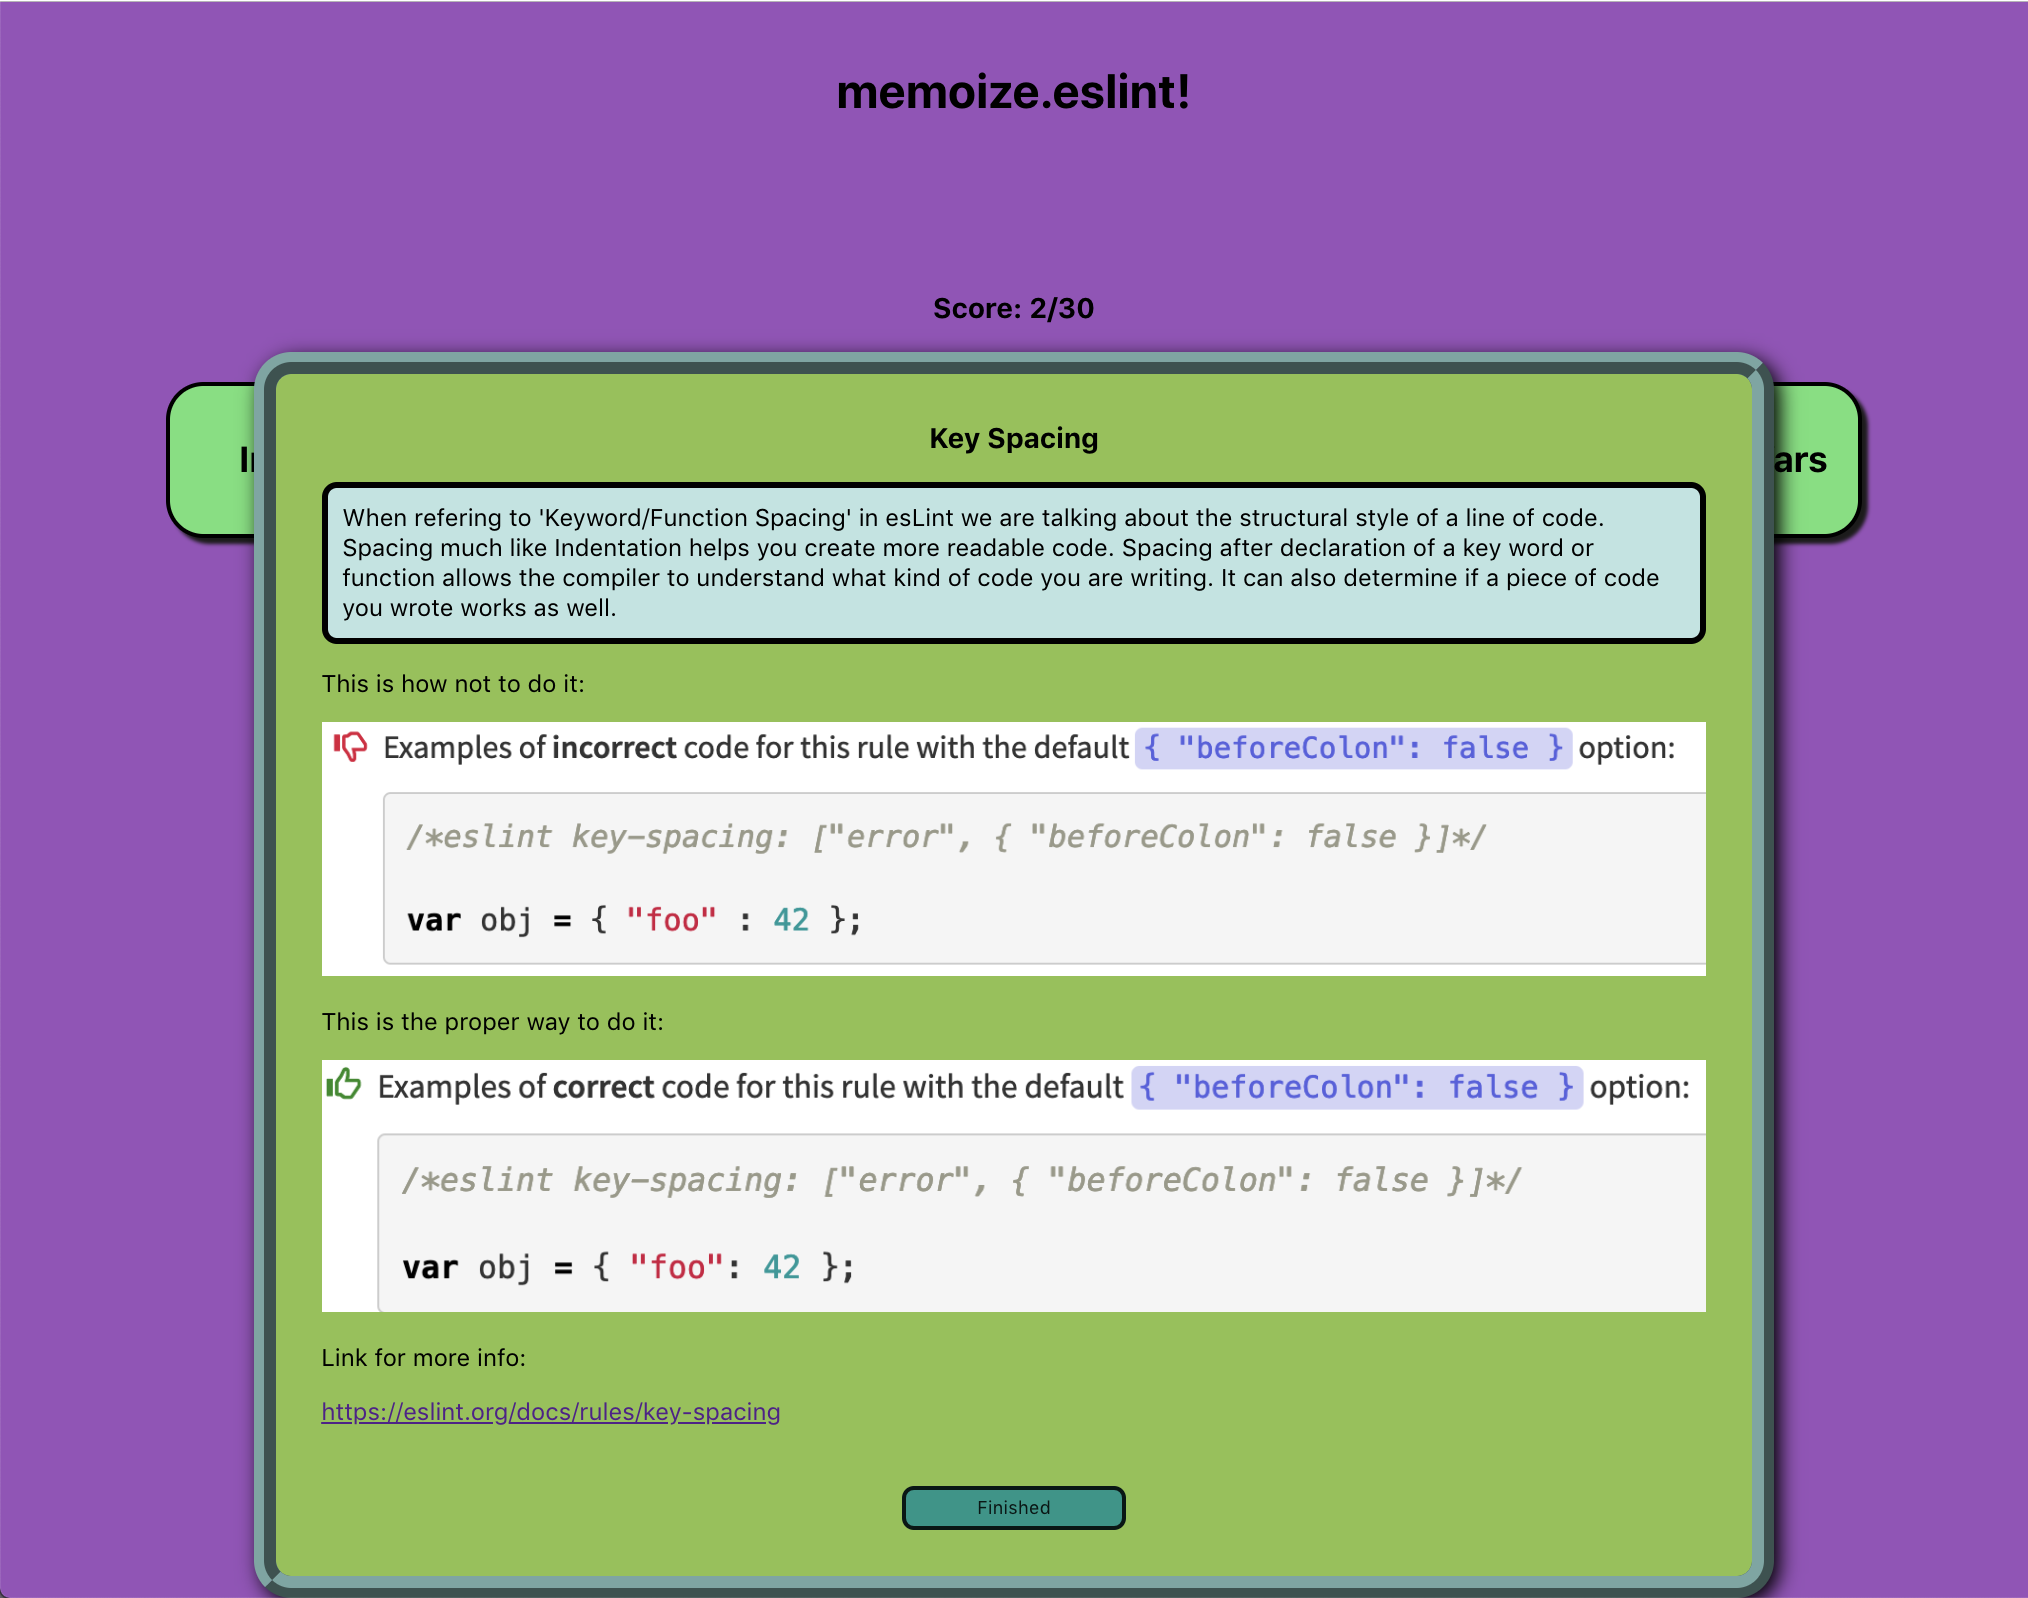 memoize.eslint!
Score: 2/30
Key Spacing
ars
When refering to 'Keyword/Function Spacing' in esLint we are talking about the structural style of a line of code.
Spacing much like Indentation helps you create more readable code. Spacing after declaration of a key word or
function allows the compiler to understand what kind of code you are writing. It can also determine if a piece of code
you wrote works as well.
This is how not to do it:
Examples of incorrect code for this rule with the default { "beforeColon": false } option:
/*eslint key-spacing: ["error", { "beforeColon": false }]*/
var obj = { "foo" : 42 };
This is the proper way to do it:
Examples of correct code for this rule with the default { "beforeColon": false } option:
/*eslint key-spacing: ["error", { "beforeColon": false }]*/
var obj = { "foo": 42 };
Link for more info:
https://eslint.org/docs/rules/key-spacing
Finished